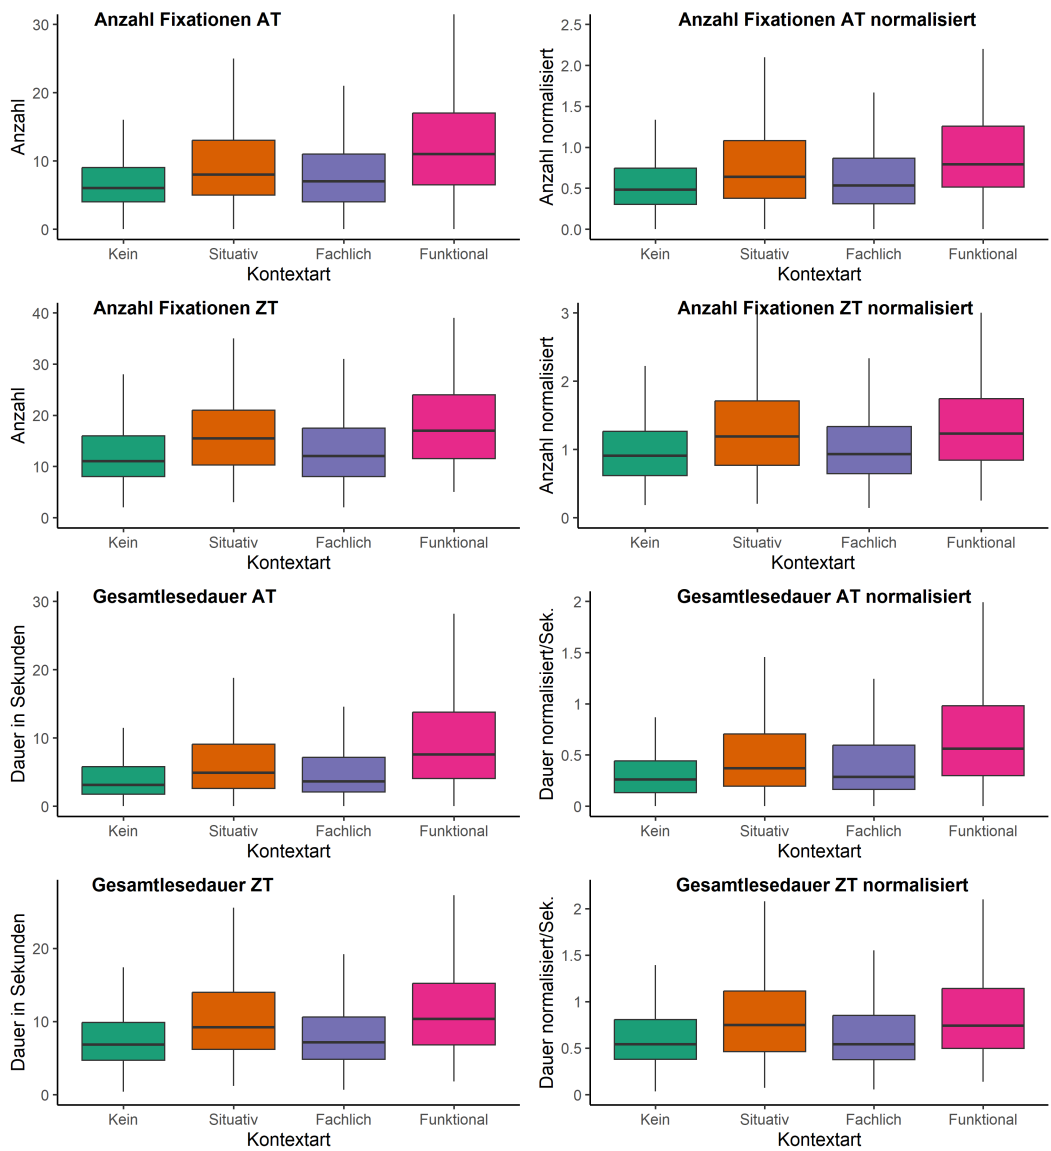 Anzahl Fixationen AT
Anzahl
30
20
10
0
Kein Situativ Fachlich Funktional
Kontextart
Anzahl Fixationen AT normalisiert
Anzahl normalisiert
2.5
2.0
1.5
1.0
0.5
0.0
Kein Situativ Fachlich Funktional
Kontextart
Anzahl Fixationen ZT
Anzahl
40
30
20
10
0
Kein Situativ Fachlich Funktional
Kontextart
Anzahl Fixationen ZT normalisiert
Anzahl normalisiert
3
2
1
0
Kein Situativ Fachlich Funktional
Kontextart
Gesamtlesedauer AT
Dauer in Sekunden
30
20
10
0
Kein Situativ Fachlich Funktional
Kontextart
Gesamtlesedauer AT normalisiert
Dauer normalisiert/Sek.
2
1.5
1
0.5
0
Kein Situativ Fachlich Funktional
Kontextart
Gesamtlesedauer ZT
Dauer in Sekunden
20
10
0
Kein Situativ Fachlich Funktional
Kontextart
Gesamtlesedauer ZT normalisiert
Dauer normalisiert/Sek.
2
1.5
1
0.5
0
Kein Situativ Fachlich Funktional
Kontextart